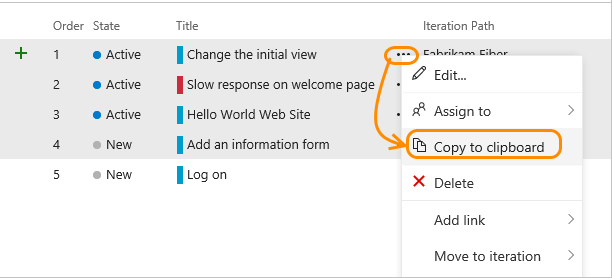 Order State Title Iteration Path
1 Active Change the initial view ••• Fabrikam Fiber
2 Active Slow response on welcome page
3 Active Hello World Web Site
4 New Add an information form
5 New Log on
Edit...
Assign to
Copy to clipboard
Delete
Add link
Move to iteration